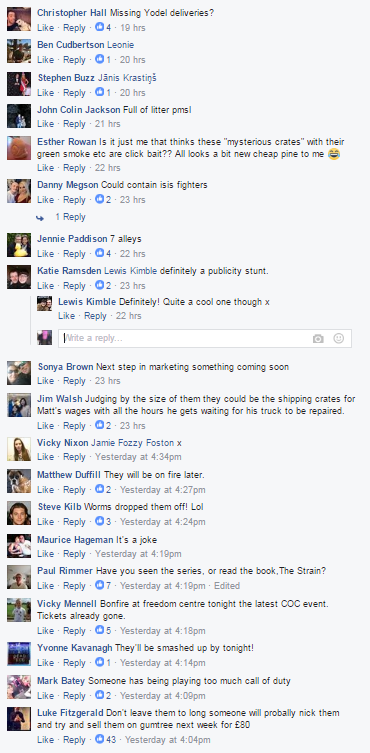 Christopher Hall Missing Yodel deliveries?
Like · Reply · 4 · 19 hrs
Ben Cudbertson Leonie
Like · Reply · 1 · 20 hrs
Stephen Buzz Jānis Krastiņš
Like · Reply · 1 · 20 hrs
John Colin Jackson Full of litter pmsl
Like · Reply · 21 hrs
Esther Rowan Is it just me that thinks these "mysterious crates" with their
green smoke etc are click bait?? All looks a bit new cheap pine to me 😂
Like · Reply · 22 hrs
Danny Megson Could contain isis fighters
Like · Reply · 2 · 23 hrs
1 Reply
Jennie Paddison 7 alleys
Like · Reply · 4 · 22 hrs
Katie Ramsden Lewis Kimble definitely a publicity stunt.
Like · Reply · 2 · 23 hrs
Lewis Kimble Definitely! Quite a cool one though x
Like · Reply · 22 hrs
Write a reply...
Sonya Brown Next step in marketing something coming soon
Like · Reply · 23 hrs
Jim Walsh Judging by the size of them they could be the shipping crates for
Matt's wages with all the hours he gets waiting for his truck to be repaired.
Like · Reply · 2 · 23 hrs
Vicky Nixon Jamie Fozzy Foston x
Like · Reply · Yesterday at 4:34pm
Matthew Duffill They will be on fire later.
Like · Reply · 2 · Yesterday at 4:27pm
Steve Kilb Worms dropped them off! Lol
Like · Reply · 3 · Yesterday at 4:24pm
Maurice Hageman It's a joke
Like · Reply · Yesterday at 4:19pm
Paul Rimmer Have you seen the series, or read the book,The Strain?
Like · Reply · 7 · Yesterday at 4:19pm · Edited
Vicky Mennell Bonfire at freedom centre tonight the latest COC event.
Tickets already gone.
Like · Reply · 5 · Yesterday at 4:18pm
Yvonne Kavanagh They'll be smashed up by tonight!
Like · Reply · 1 · Yesterday at 4:14pm
Mark Batey Someone has being playing too much call of duty
Like · Reply · 2 · Yesterday at 4:09pm
Luke Fitzgerald Don't leave them to long someone will probally nick them
and try and sell them on gumtree next week for £80
Like · Reply · 43 · Yesterday at 4:04pm